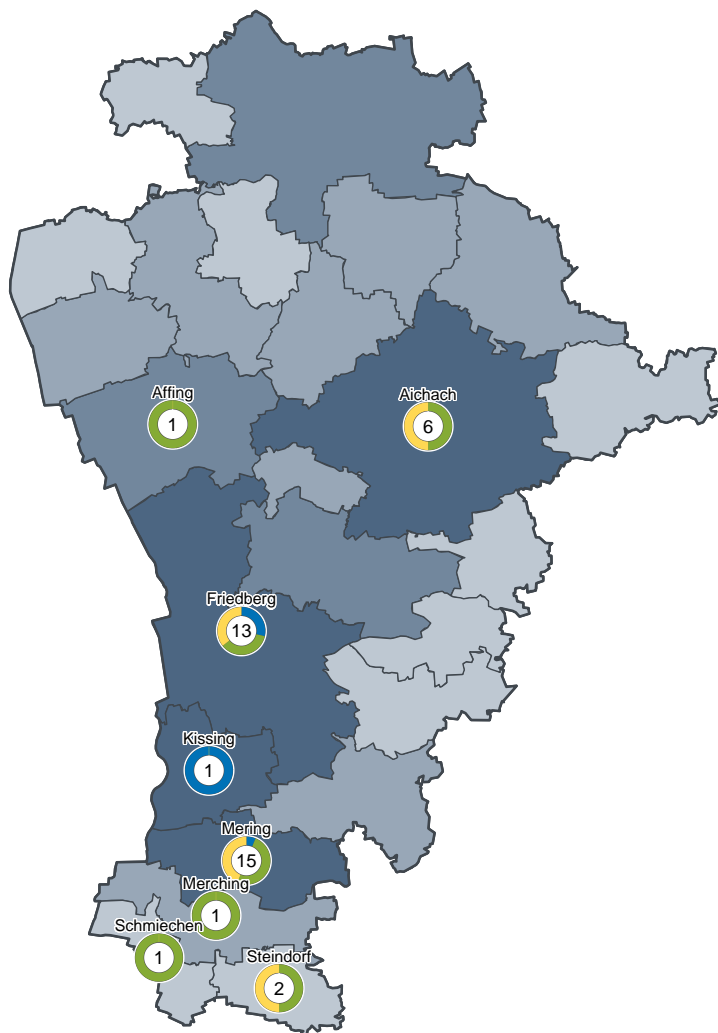 Affing
1
Aichach
6
Friedberg
13
Kissing
1
Mering
15
Merching
1
Schmiechen
1
Steindorf
2